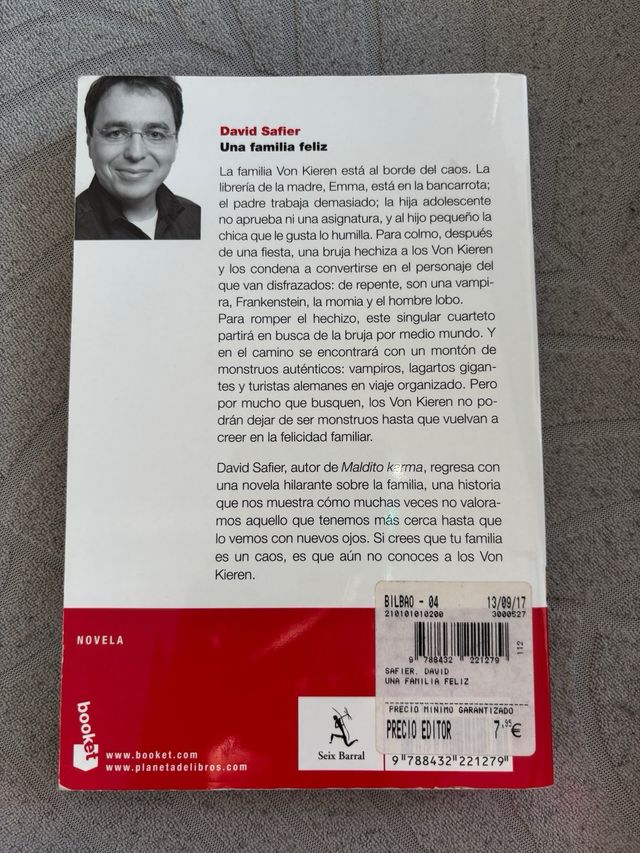 David Safier
Una familia feliz
La familia Von Kieren está al borde del caos. La
librería de la madre, Emma, está en la bancarrota;
el padre trabaja demasiado; la hija adolescente
no aprueba ni una asignatura, y al hijo pequeño la
chica que le gusta lo humilla. Para colmo, después
de una fiesta, una bruja hechiza a los Von Kieren
y los condena a convertirse en el personaje del
que van disfrazados: de repente, son una vampi-
ra, Frankenstein, la momia y el hombre lobo.
Para romper el hechizo, este singular cuarteto
partirá en busca de la bruja por medio mundo. Y
en el camino se encontrará con un montón de
monstruos auténticos: vampiros, lagartos gigan-
tes y turistas alemanes en viaje organizado. Pero
por mucho que busquen, los Von Kieren no po-
drán dejar de ser monstruos hasta que vuelvan a
creer en la felicidad familiar.
David Safier, autor de Maldito karma, regresa con
una novela hilarante sobre la familia, una historia
que nos muestra cómo muchas veces no valora-
mos aquello que tenemos más cerca hasta que
lo vemos con nuevos ojos. Si crees que tu familia
es un caos, es que aún no conoces a los Von
Kieren.
NOVELA
BILBAO - 04 13/09/17
210101010200 3000527
112
9 788432 221279
SAFIER, DAVID
UNA FAMILIA FELIZ
PRECIO MINIMO GARANTIZADO
PRECIO EDITOR 7,95 €
booket
www.booket.com
www.planetadelibros.com
Seix Barral
9 788432 221279